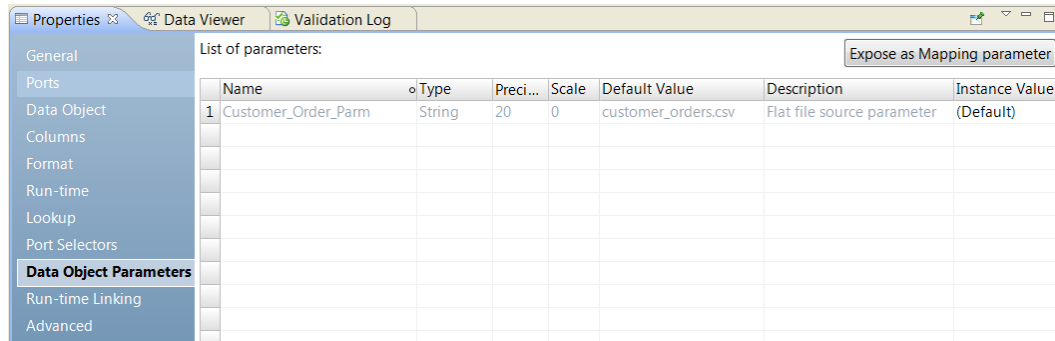 Properties Data Viewer Validation Log
List of parameters:
Expose as Mapping parameter
General
Ports
Data Object
Columns
Format
Run-time
Lookup
Port Selectors
Data Object Parameters
Run-time Linking
Advanced
Name Type Preci... Scale Default Value Description Instance Value
1 Customer_Order_Parm String 20 0 customer_orders.csv Flat file source parameter (Default)